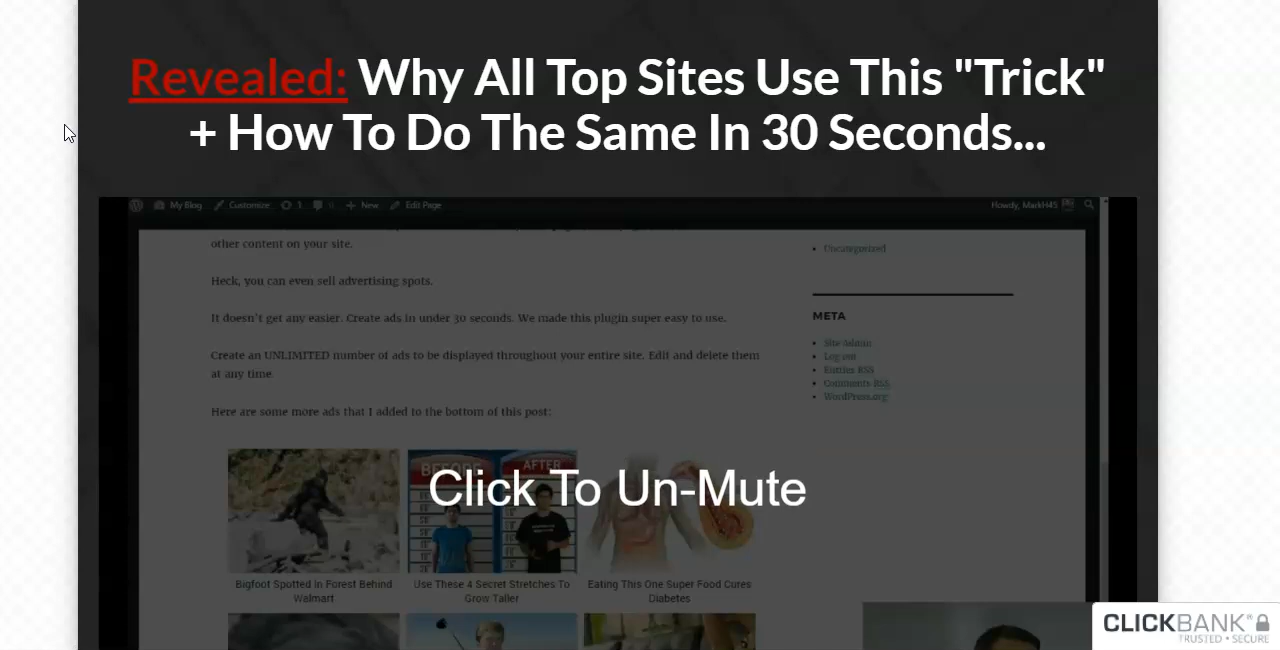 Revealed: Why All Top Sites Use This "Trick"
+ How To Do The Same In 30 Seconds...
My Blog Customize 1 0 + New Edit Page Howdy, MarkH45
other content on your site.
Uncategorized
Heck, you can even sell advertising spots.
It doesn't get any easier. Create ads in under 30 seconds. We made this plugin super easy to use.
META
Create an UNLIMITED number of ads to be displayed throughout your entire site. Edit and delete them
at any time.
Site Admin
Log out
Entries RSS
Comments RSS
WordPress.org
Here are some more ads that I added to the bottom of this post:
BEFORE AFTER
Click To Un-Mute
Bigfoot Spotted In Forest Behind
Walmart
Use These 4 Secret Stretches To
Grow Taller
Eating This One Super Food Cures
Diabetes
CLICKBANK®
TRUSTED • SECURE